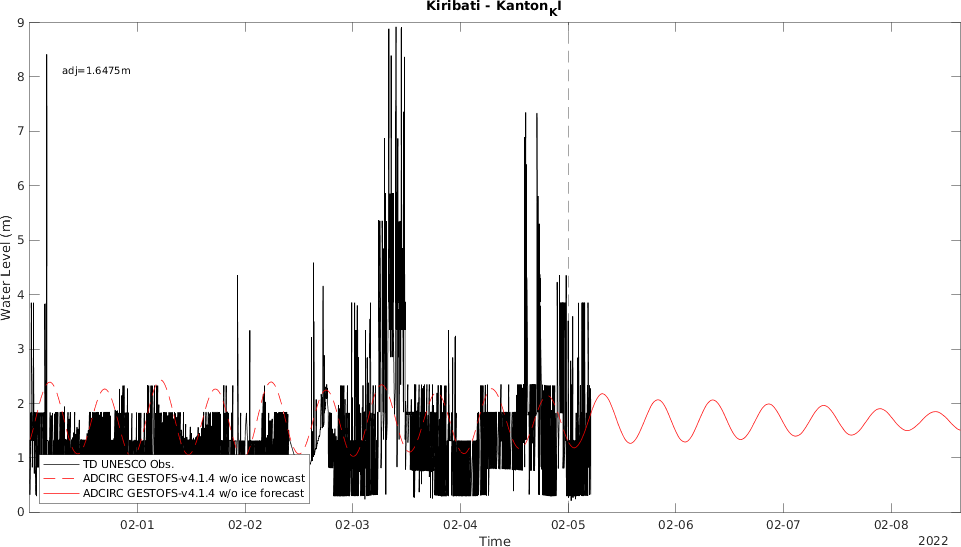 Kiribati - Kanton_KI
adj=1.6475m
Water Level (m)
9
8
7
6
5
4
3
2
1
0
TD UNESCO Obs.
ADCIRC GESTOFS-v4.1.4 w/o ice nowcast
ADCIRC GESTOFS-v4.1.4 w/o ice forecast
02-01 02-02 02-03 02-04 02-05 02-06 02-07 02-08
Time
2022